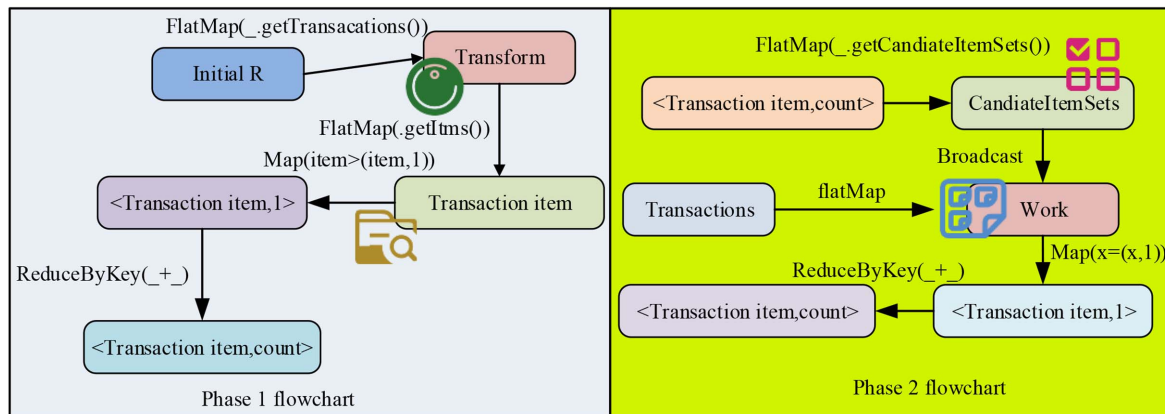 FlatMap(_.getTransacations())
Initial R
Transform
FlatMap(.getItms())
Map(item>(item,1))
<Transaction item,1>
Transaction item
ReduceByKey(_+_)
<Transaction item,count>
Phase 1 flowchart
FlatMap(_.getCandiateItemSets())
<Transaction item,count>
CandiateItemSets
Broadcast
Transactions
flatMap
Work
Map(x=(x,1))
ReduceByKey(_+_)
<Transaction item,count>
<Transaction item,1>
Phase 2 flowchart